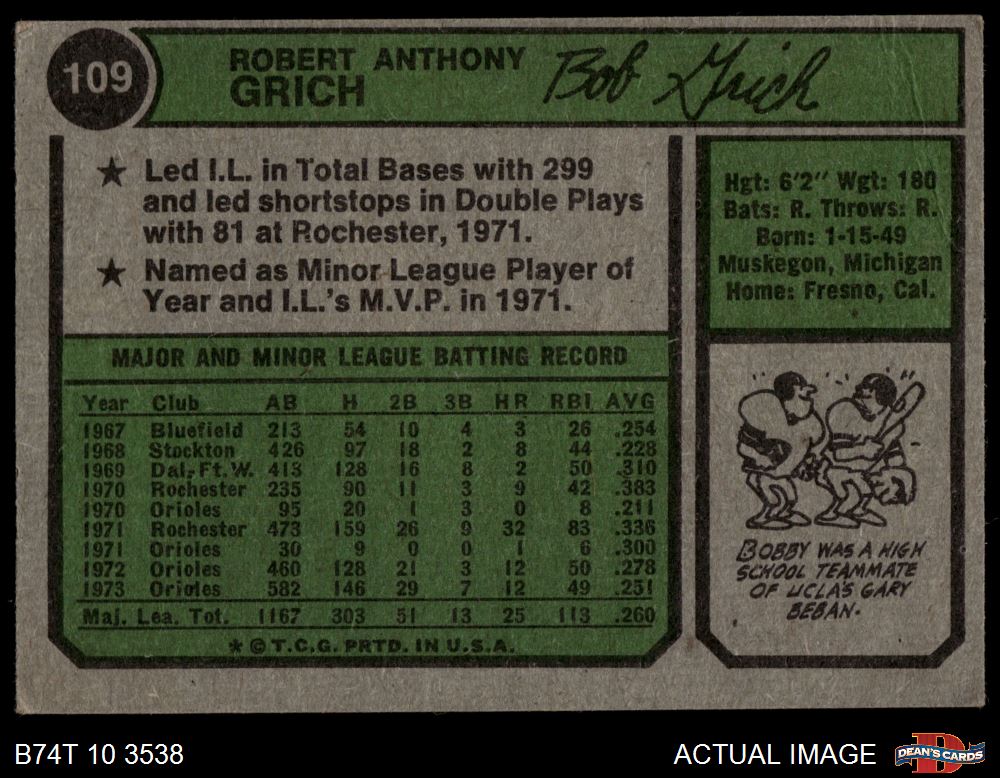 109
ROBERT ANTHONY
GRICH
Bob Grich
★ Led I.L. in Total Bases with 299
and led shortstops in Double Plays
with 81 at Rochester, 1971.
★ Named as Minor League Player of
Year and I.L.'s M.V.P. in 1971.
Hgt: 6'2" Wgt: 180
Bats: R. Throws: R.
Born: 1-15-49
Muskegon, Michigan
Home: Fresno, Cal.
MAJOR AND MINOR LEAGUE BATTING RECORD
Year Club AB H 2B 3B HR RBI AVG
1967 Bluefield 213 54 10 4 3 26 .254
1968 Stockton 426 97 18 2 8 44 .228
1969 Dal.-Ft.W. 413 128 16 8 2 50 .310
1970 Rochester 235 90 11 3 9 42 .383
1970 Orioles 95 20 1 3 0 8 .211
1971 Rochester 473 159 26 9 32 83 .336
1971 Orioles 30 9 0 0 1 6 .300
1972 Orioles 460 128 21 3 12 50 .278
1973 Orioles 582 146 29 7 12 49 .251
Maj. Lea. Tot. 1167 303 51 13 25 113 .260
* © T.C.G. PRTD. IN U.S.A.
BOBBY WAS A HIGH
SCHOOL TEAMMATE
OF UCLA'S GARY
BEBAN.
B74T 10 3538
ACTUAL IMAGE
D
DEAN'S CARDS